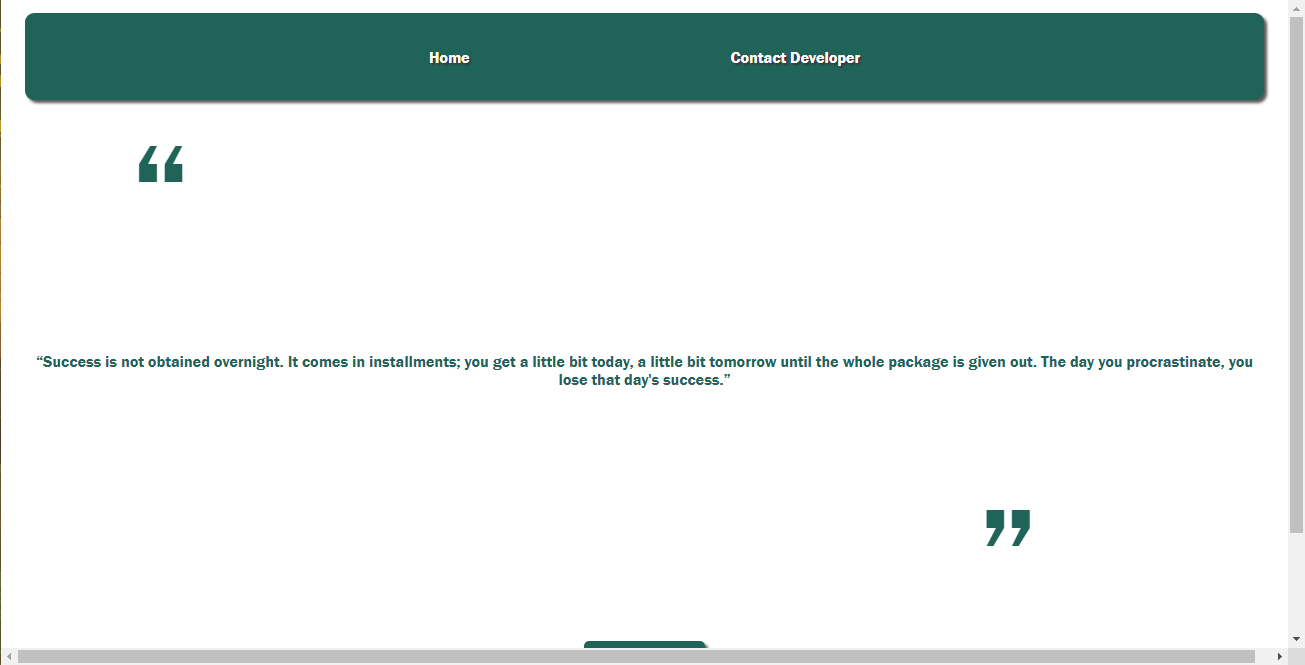 Home
Contact Developer
“
“Success is not obtained overnight. It comes in installments; you get a little bit today, a little bit tomorrow until the whole package is given out. The day you procrastinate, you
lose that day's success.”
”